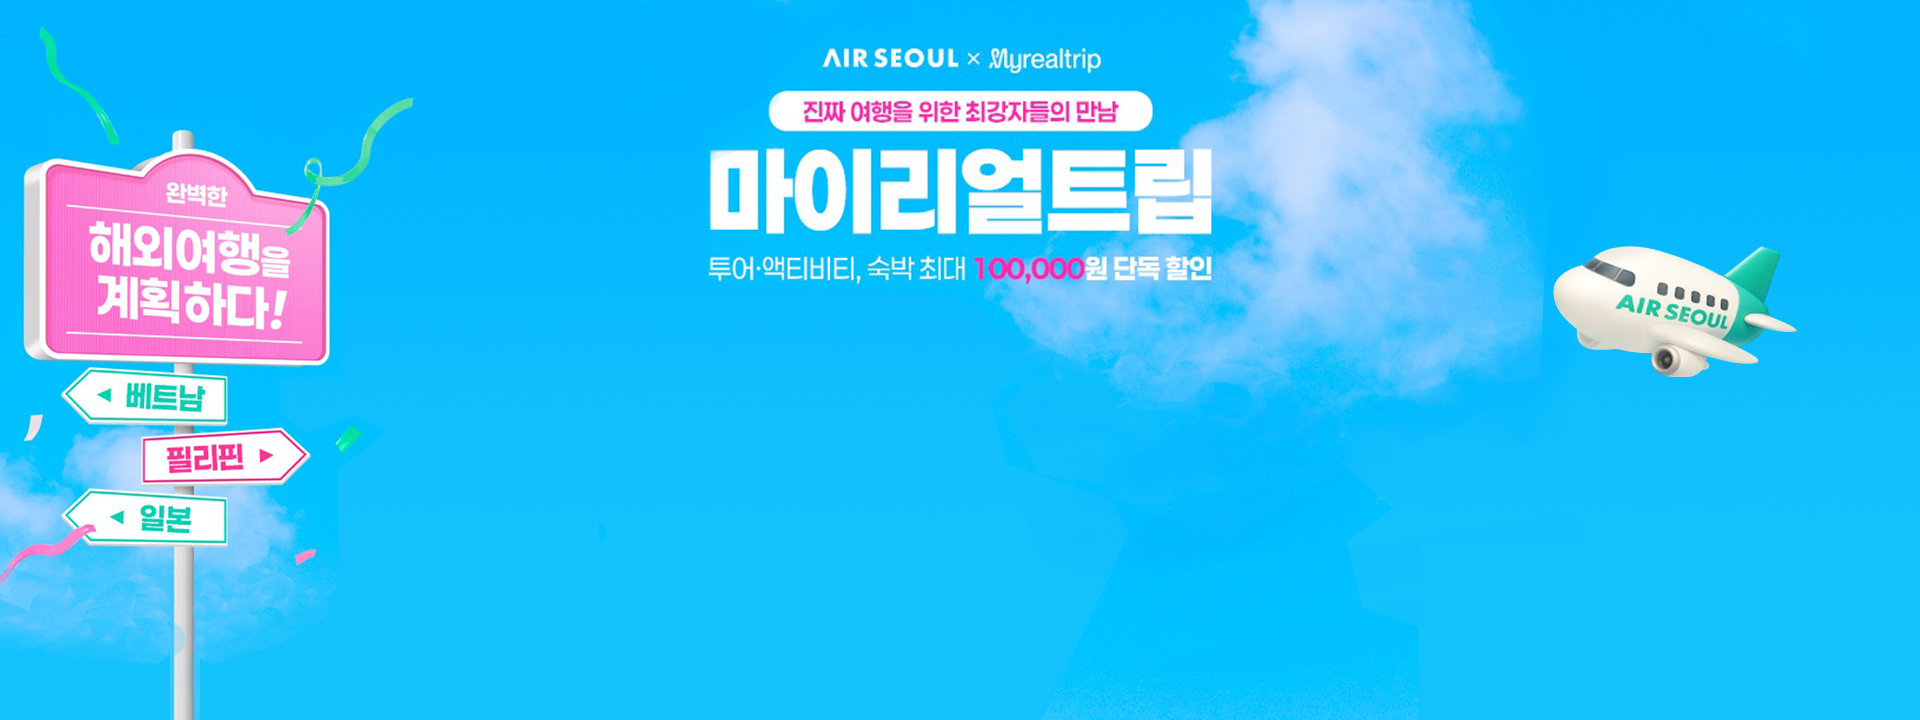 AIR SEOUL × Myrealtrip
진짜 여행을 위한 최강자들의 만남
마이리얼트립
투어·액티비티, 숙박 최대 100,000원 단독 할인
완벽한
해외여행을
계획하다!
◀ 베트남
필리핀 ▶
◀ 일본
AIR SEOUL